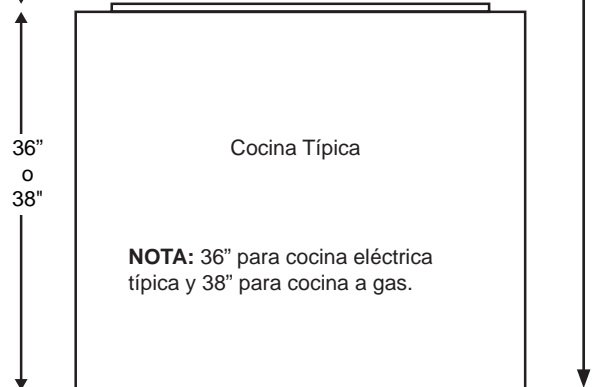 36”
o
38"
Cocina Típica
NOTA: 36” para cocina eléctrica
típica y 38” para cocina a gas.